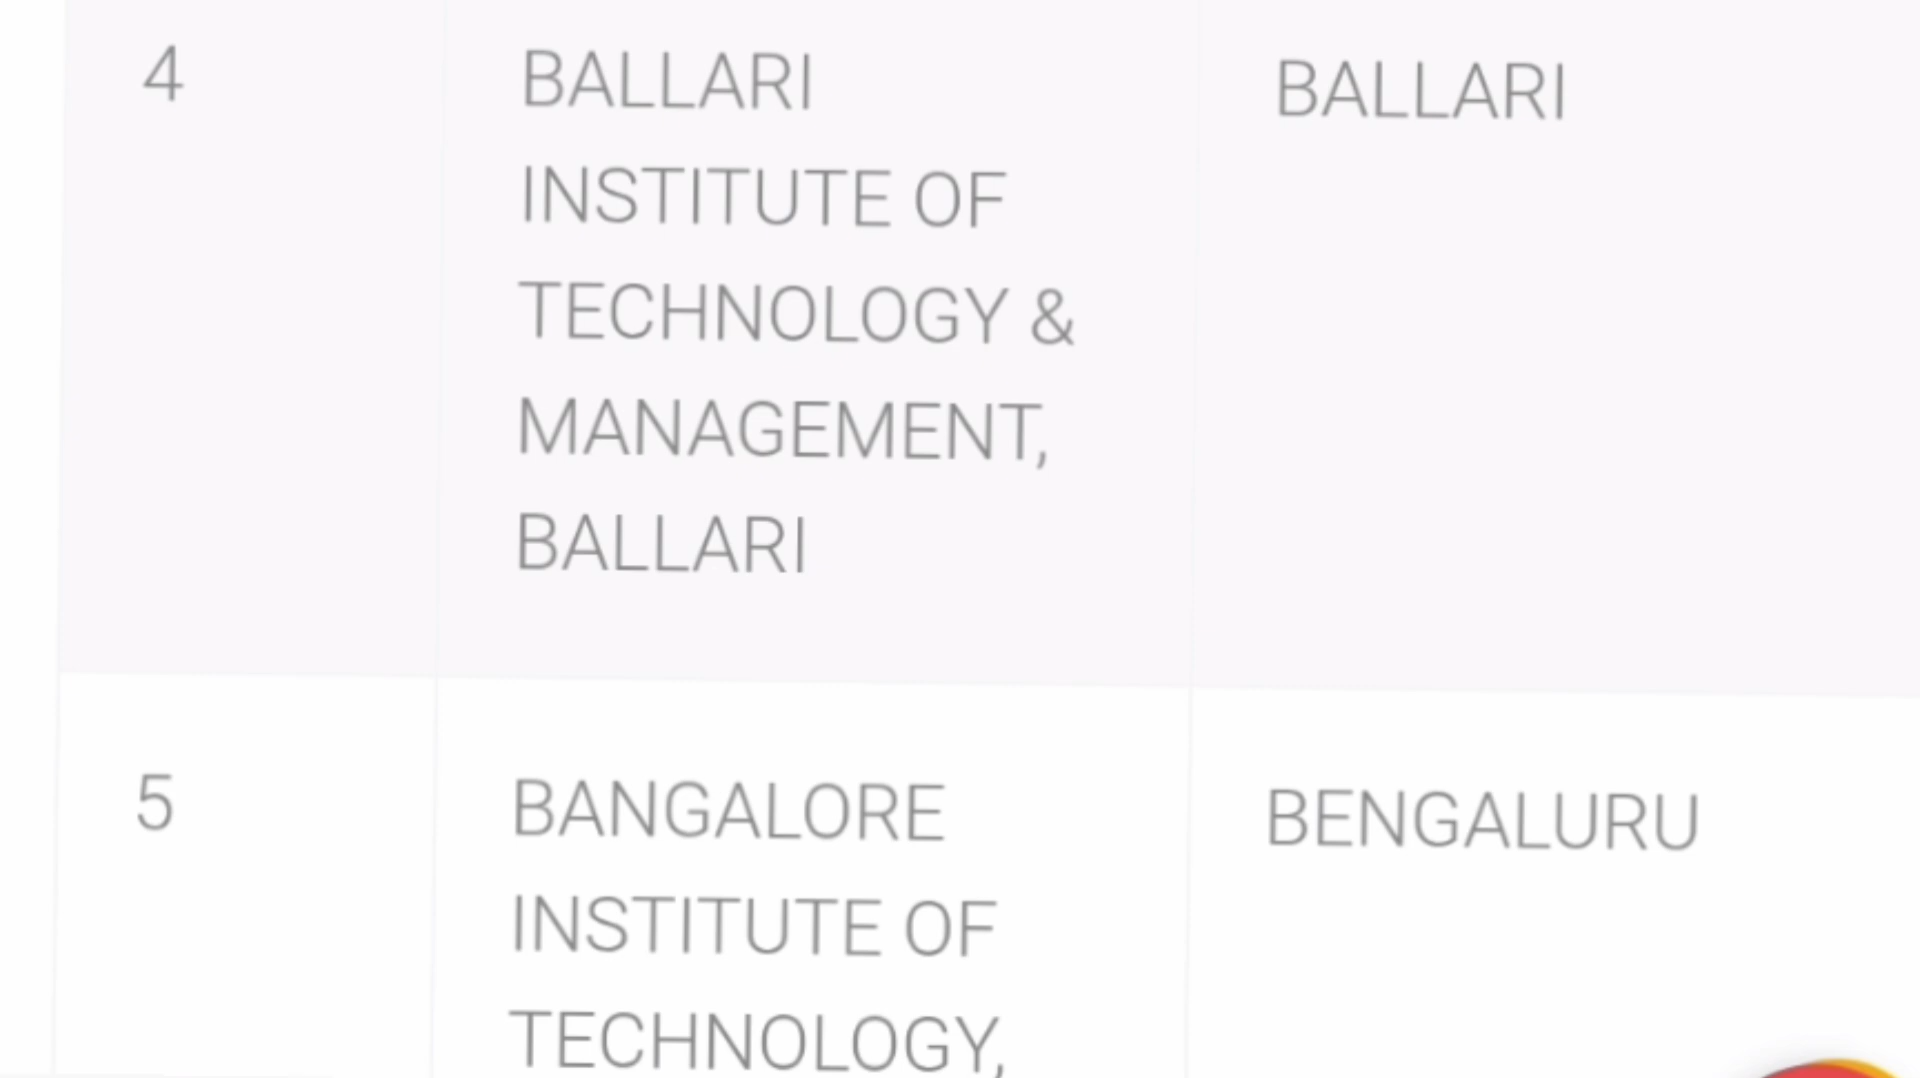 4
BALLARI
INSTITUTE OF
TECHNOLOGY &
MANAGEMENT,
BALLARI
BALLARI
5
BANGALORE
INSTITUTE OF
TECHNOLOGY,
BENGALURU